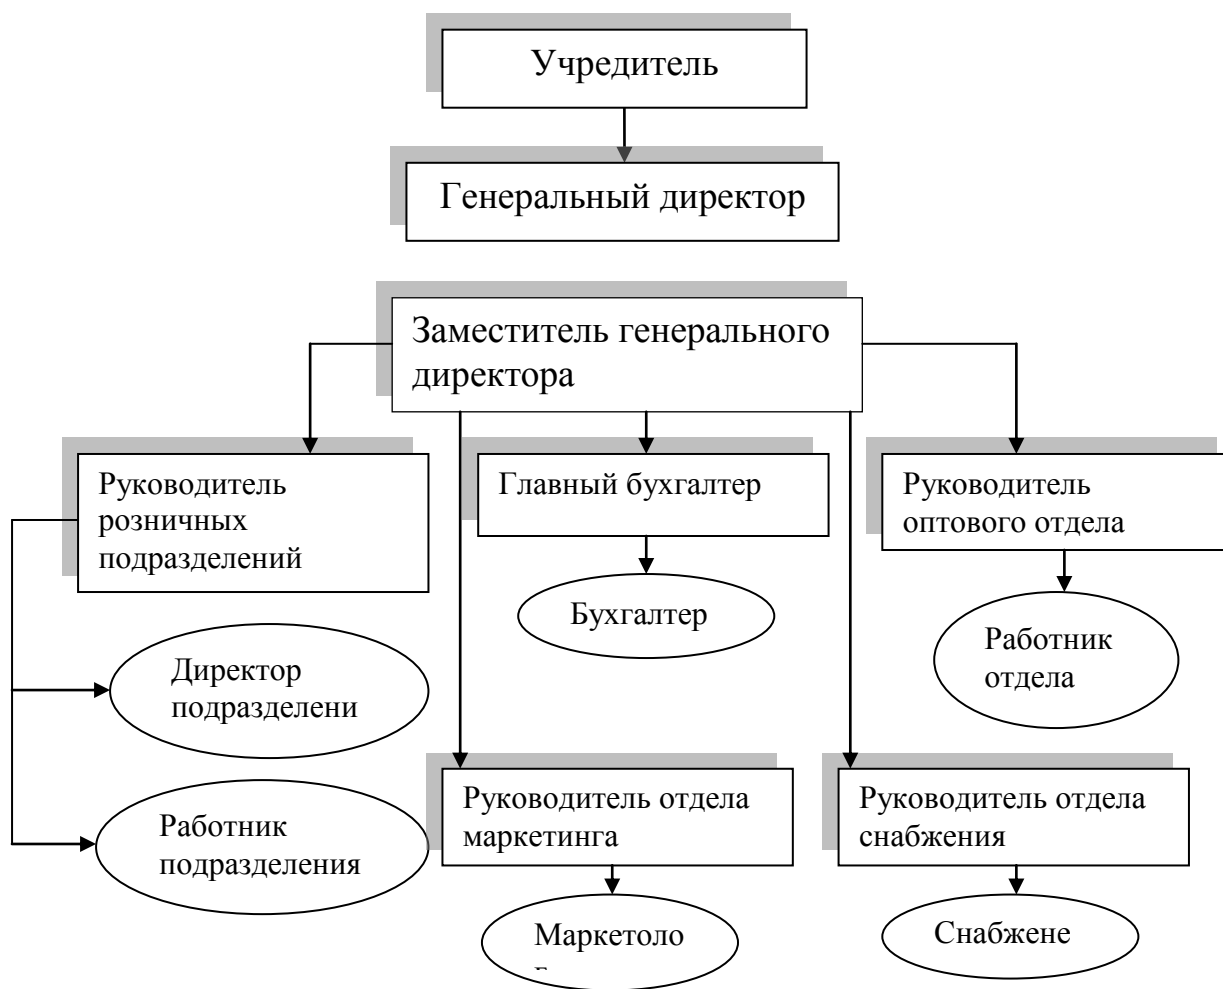 Учредитель
Генеральный директор
Заместитель генерального
директора
Руководитель
розничных
подразделений
Главный бухгалтер
Руководитель
оптового отдела
Бухгалтер
Работник
отдела
Директор
подразделени
Работник
подразделения
Руководитель отдела
маркетинга
Руководитель отдела
снабжения
Маркетоло
Снабжене